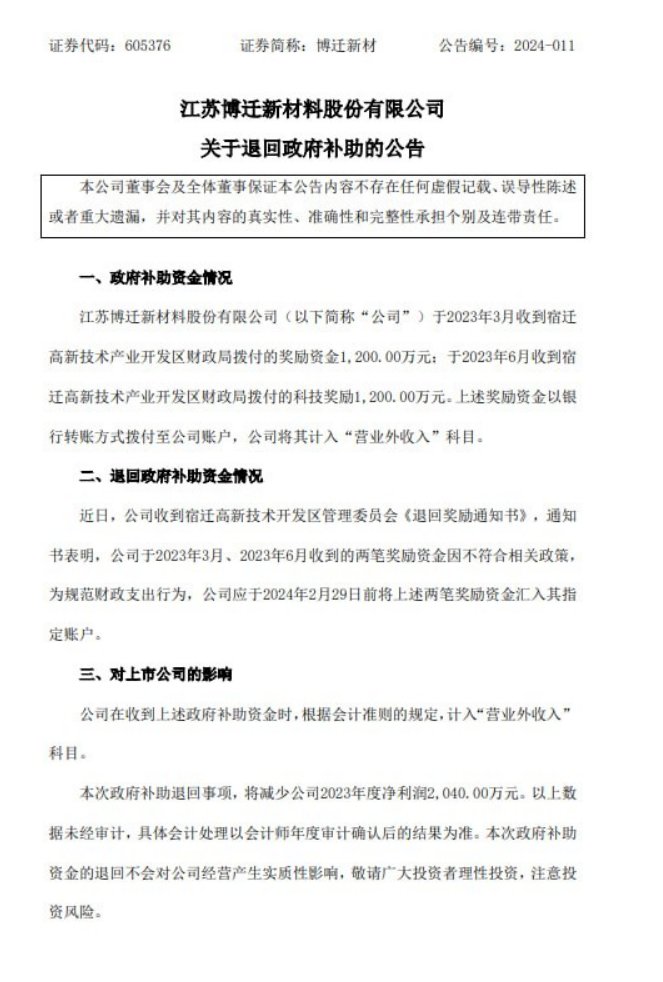 证券代码：605376 证券简称：博迁新材 公告编号：2024-011
江苏博迁新材料股份有限公司
关于退回政府补助的公告
本公司董事会及全体董事保证本公告内容不存在任何虚假记载、误导性陈述
或者重大遗漏，并对其内容的真实性、准确性和完整性承担个别及连带责任。
一、政府补助资金情况
江苏博迁新材料股份有限公司（以下简称“公司”）于2023年3月收到宿迁
高新技术产业开发区财政局拨付的奖励资金1,200.00万元；于2023年6月收到宿
迁高新技术产业开发区财政局拨付的科技奖励1,200.00万元。上述奖励资金以银
行转账方式拨付至公司账户，公司将其计入“营业外收入”科目。
二、退回政府补助资金情况
近日，公司收到宿迁高新技术开发区管理委员会《退回奖励通知书》，通知
书表明，公司于2023年3月、2023年6月收到的两笔奖励资金因不符合相关政策，
为规范财政支出行为，公司应于2024年2月29日前将上述两笔奖励资金汇入其指
定账户。
三、对上市公司的影响
公司在收到上述政府补助资金时，根据会计准则的规定，计入“营业外收入”
科目。
本次政府补助退回事项，将减少公司2023年度净利润2,040.00万元。以上数
据未经审计，具体会计处理以会计师年度审计确认后的结果为准。本次政府补助
资金的退回不会对公司经营产生实质性影响，敬请广大投资者理性投资，注意投
资风险。